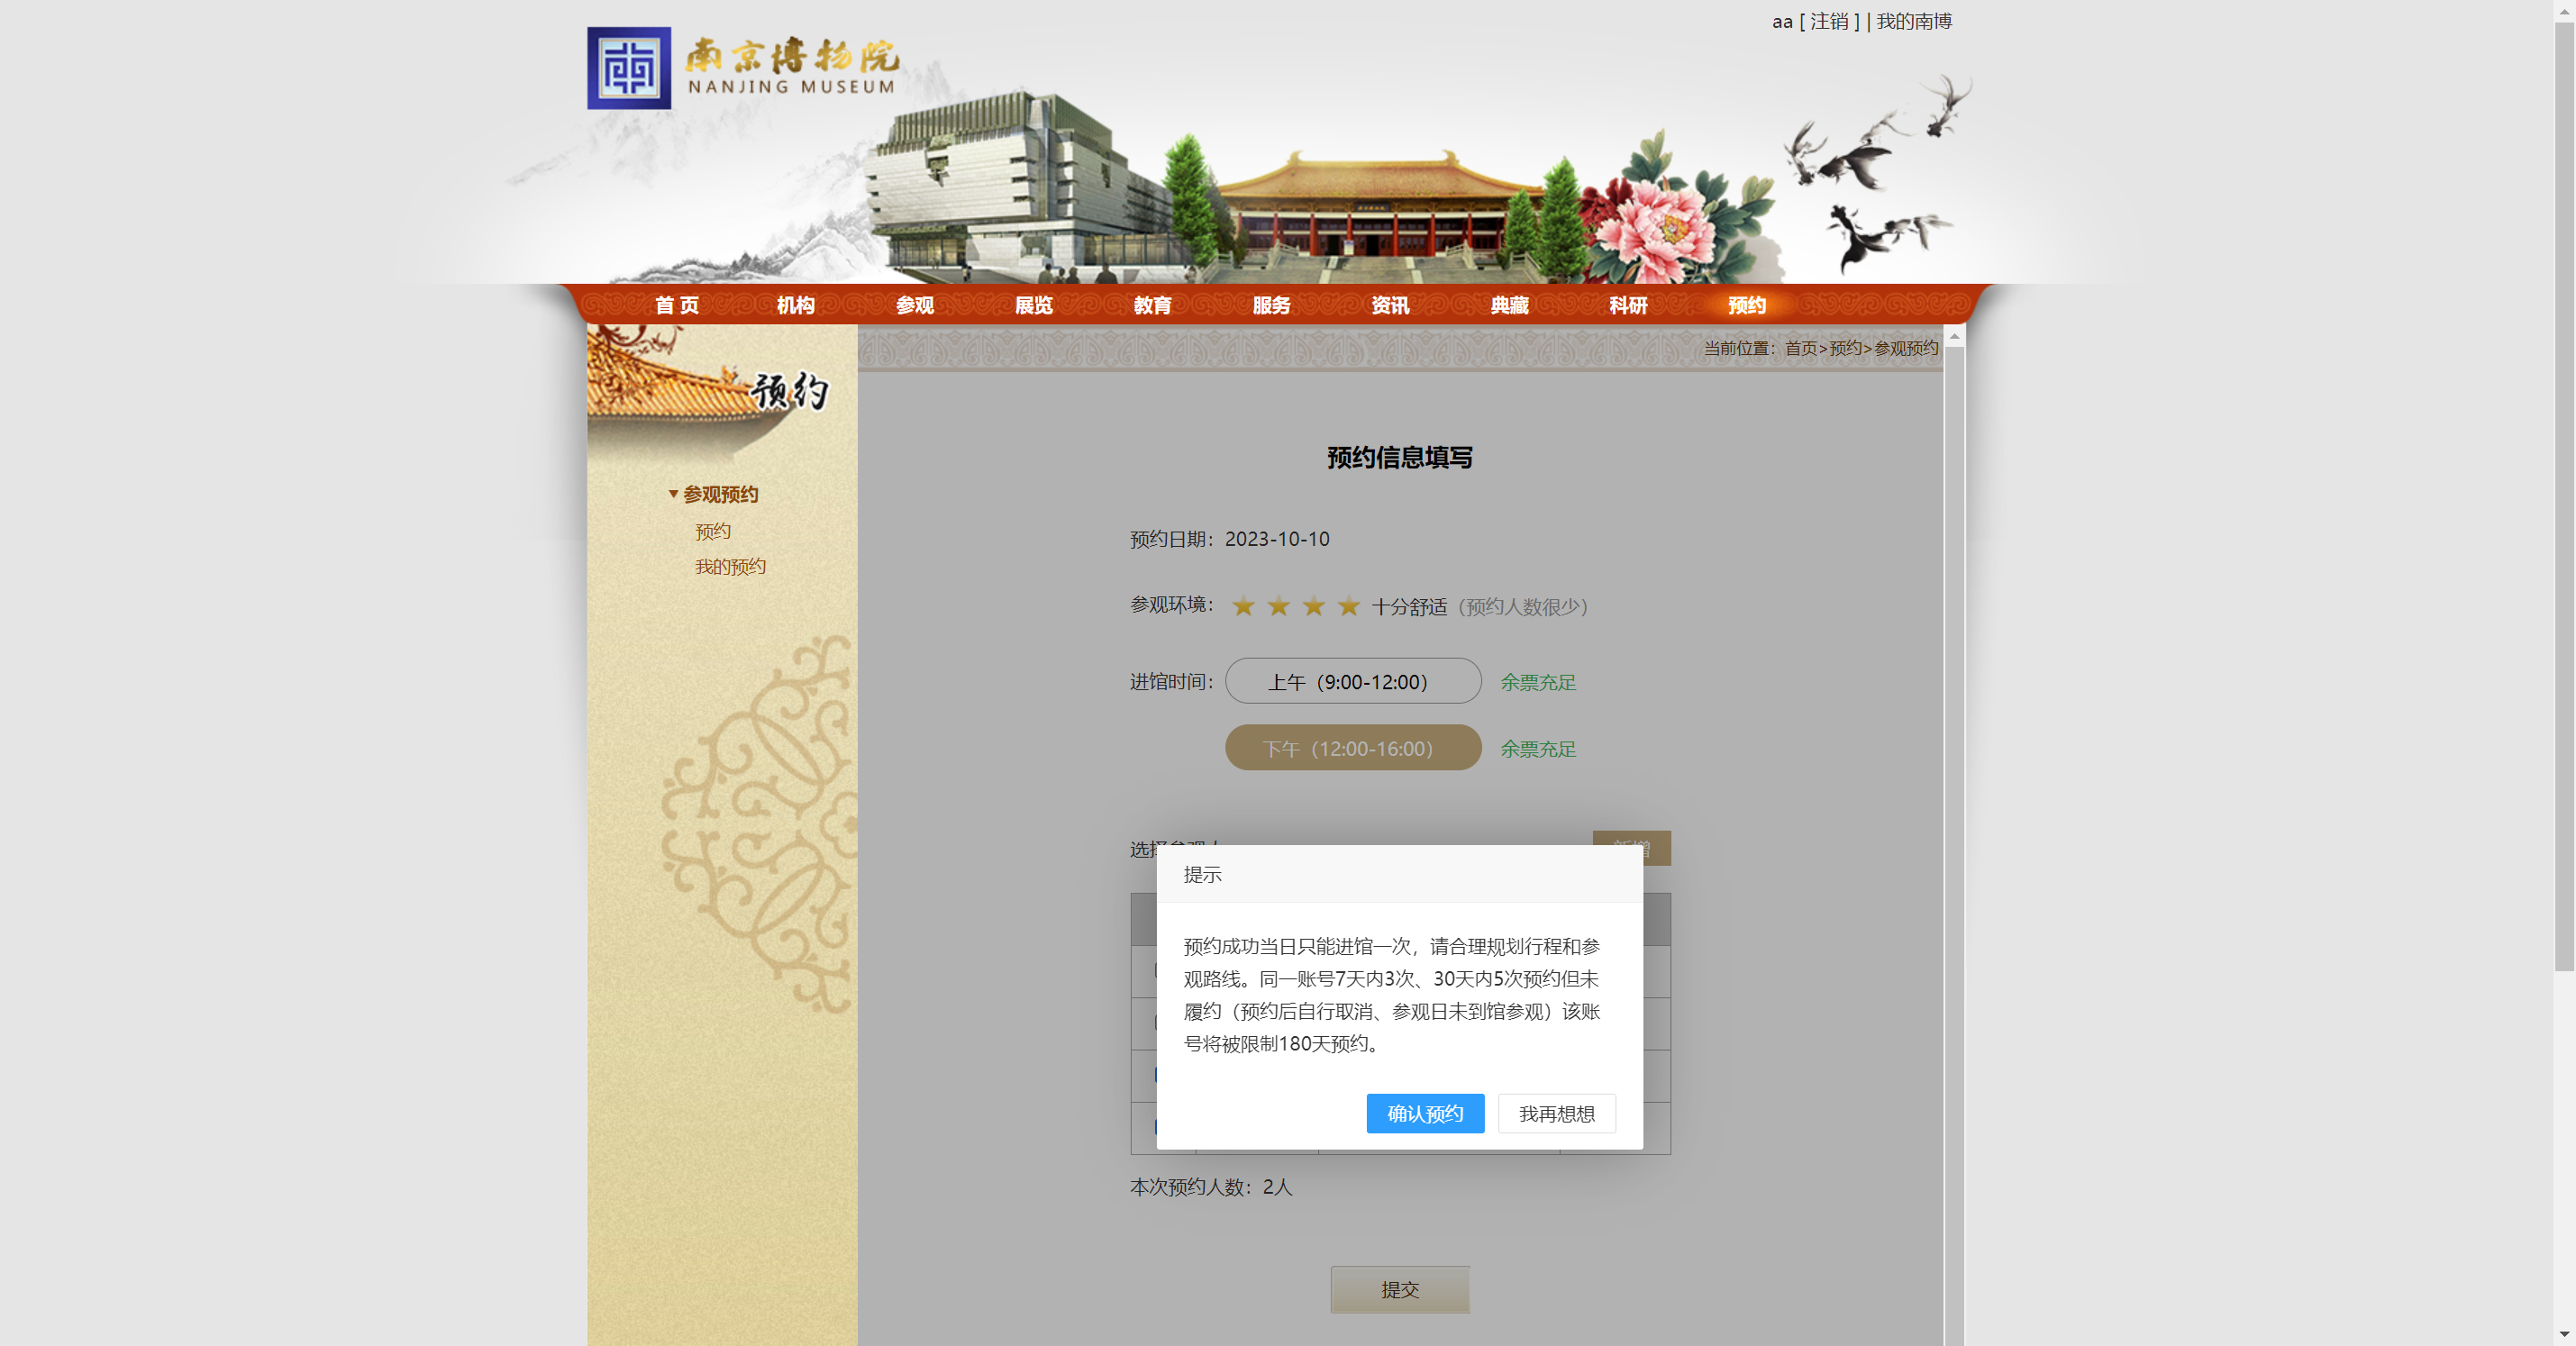 aa [ 注销 ] | 我的南博
南京博物院
NANJING MUSEUM
首 页 机构 参观 展览 教育 服务 资讯 典藏 科研 预约
预约
当前位置：首页>预约>参观预约
参观预约
预约
我的预约
预约信息填写
预约日期：2023-10-10
参观环境： 十分舒适（预约人数很少）
进馆时间： 上午（9:00-12:00） 余票充足
下午（12:00-16:00） 余票充足
提示
预约成功当日只能进馆一次，请合理规划行程和参
观路线。同一账号7天内3次、30天内5次预约但未
履约（预约后自行取消、参观日未到馆参观）该账
号将被限制180天预约。
确认预约 我再想想
本次预约人数：2人
提交